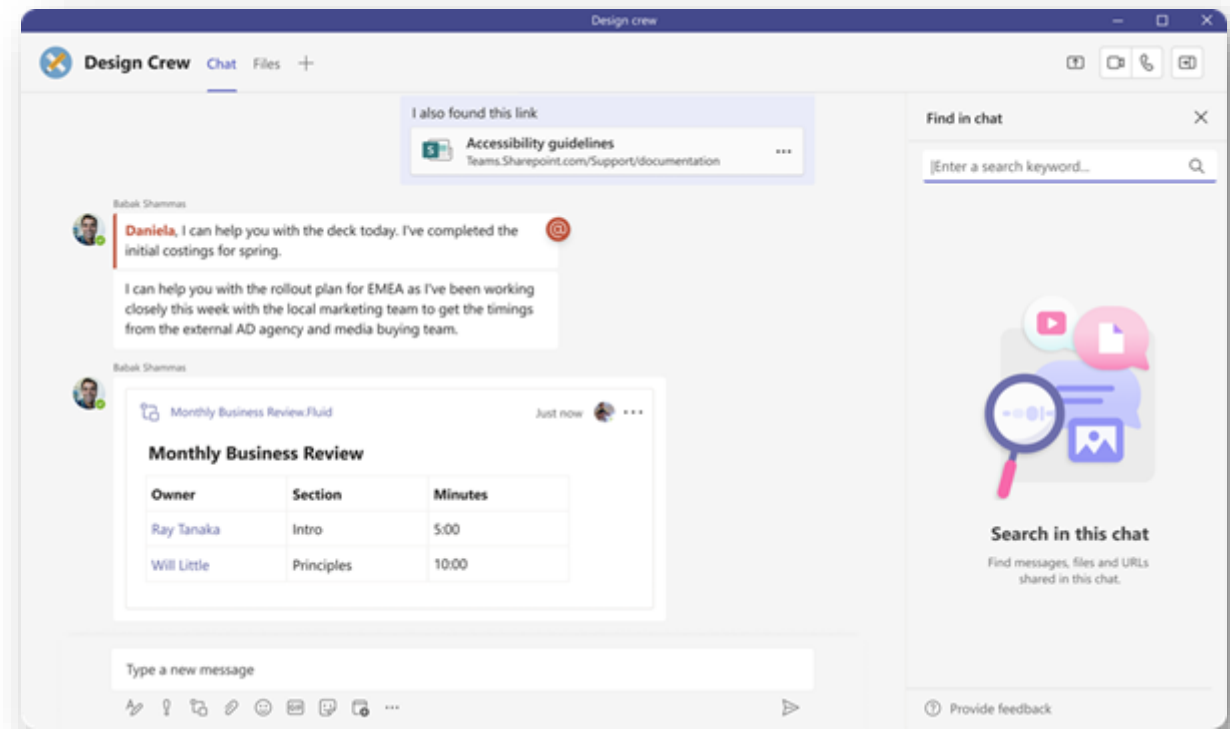 Design crew
Design Crew Chat Files
I also found this link
Accessibility guidelines
Teams.Sharepoint.com/Support/documentation
Babak Shammas
Daniela, I can help you with the deck today. I've completed the
initial costings for spring.
I can help you with the rollout plan for EMEA as I've been working
closely this week with the local marketing team to get the timings
from the external AD agency and media buying team.
Babak Shammas
Monthly Business Review.Fluid Just now
Monthly Business Review
Owner Section Minutes
Ray Tanaka Intro 5:00
Will Little Principles 10:00
Type a new message
GIF
Find in chat
Enter a search keyword...
Search in this chat
Find messages, files and URLs
shared in this chat.
Provide feedback